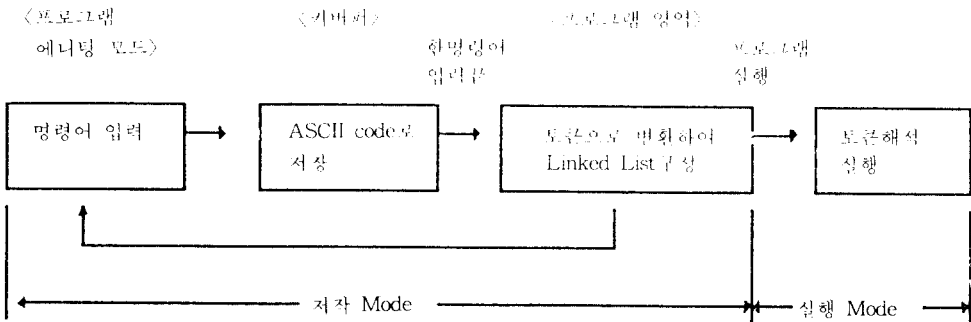 <프로그램
에디팅 모드>
<키버퍼>
<프로그램 영역>
한명령어
입력끝
프로그램
실행
명령어 입력
ASCII code로
저장
토큰으로 변환하여
Linked List구성
토큰해석
실행
저작 Mode
실행 Mode